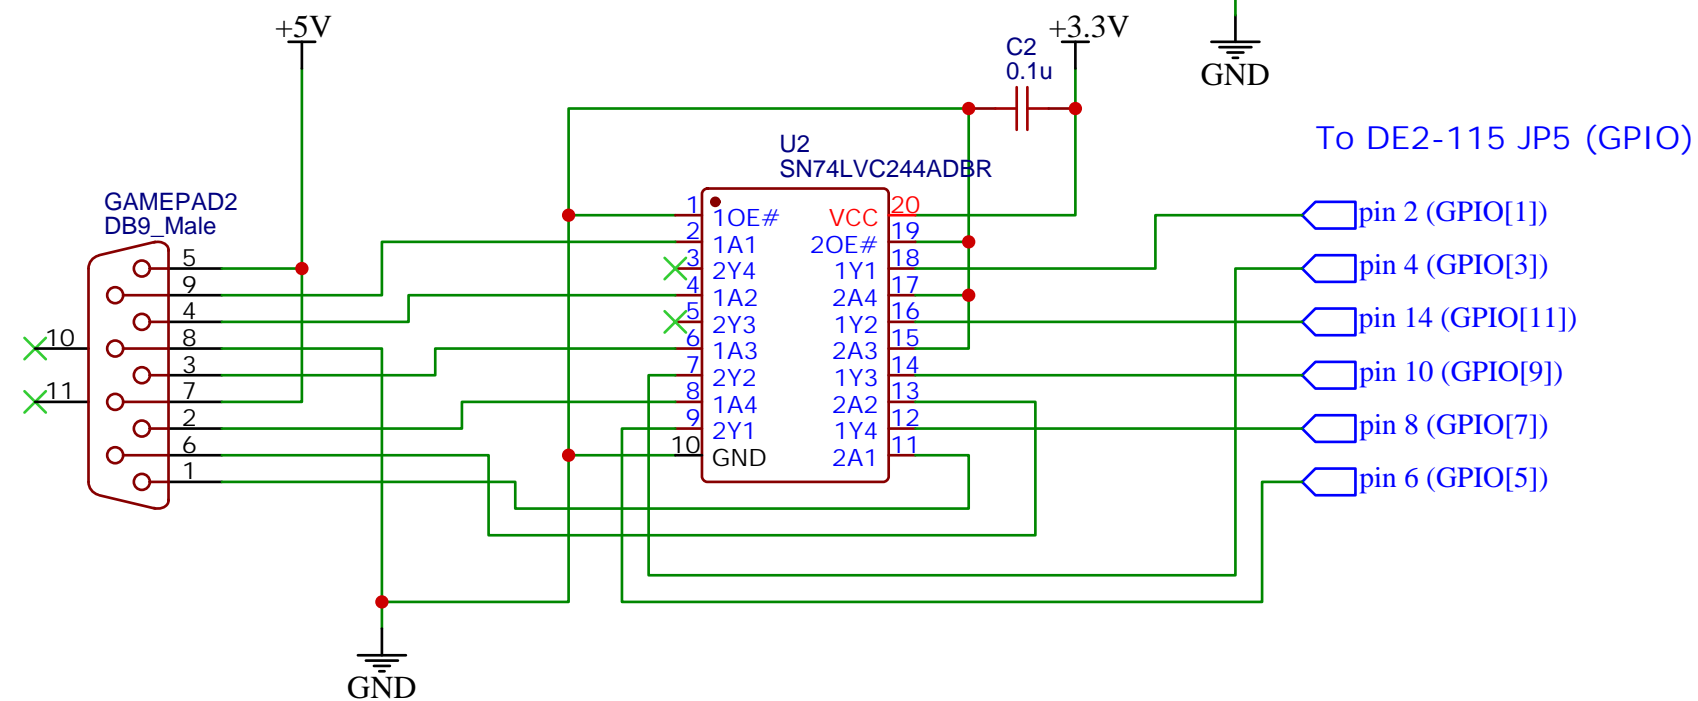 +5V
+3.3V
C2
0.1u
GND
To DE2-115 JP5 (GPIO)
U2
SN74LVC244ADBR
GAMEPAD2
DB9_Male
5
9
4
8
3
7
2
6
1
10
11
1 1OE#
2 1A1
3 2Y4
4 1A2
5 2Y3
6 1A3
7 2Y2
8 1A4
9 2Y1
10 GND
VCC 20
2OE# 19
1Y1 18
2A4 17
1Y2 16
2A3 15
1Y3 14
2A2 13
1Y4 12
2A1 11
pin 2 (GPIO[1])
pin 4 (GPIO[3])
pin 14 (GPIO[11])
pin 10 (GPIO[9])
pin 8 (GPIO[7])
pin 6 (GPIO[5])
GND